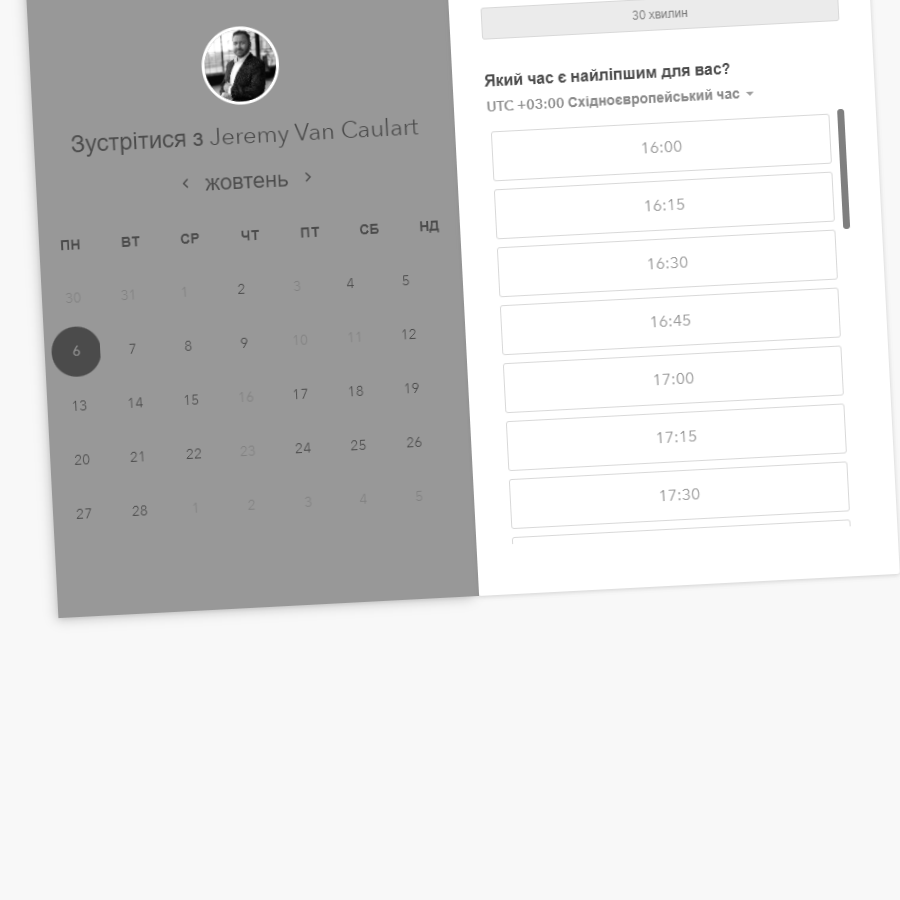 Зустрітися з Jeremy Van Caulart
‹ жовтень ›
ПН ВТ СР ЧТ ПТ СБ НД
30 31 1 2 3 4 5
6 7 8 9 10 11 12
13 14 15 16 17 18 19
20 21 22 23 24 25 26
27 28 1 2 3 4 5
30 хвилин
Який час є найліпшим для вас?
UTC +03:00 Східноєвропейський час
16:00
16:15
16:30
16:45
17:00
17:15
17:30